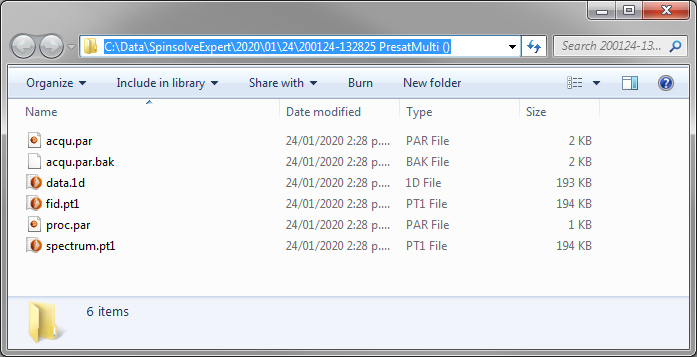 C:\Data\SpinsolveExpert\2020\01\24\200124-132825 PresatMulti () Search 200124-13...
Organize Include in library Share with Burn New folder
Name Date modified Type Size
acqu.par 24/01/2020 2:28 p.... PAR File 2 KB
acqu.par.bak 24/01/2020 2:28 p.... BAK File 2 KB
data.1d 24/01/2020 2:28 p.... 1D File 193 KB
fid.pt1 24/01/2020 2:28 p.... PT1 File 194 KB
proc.par 24/01/2020 2:28 p.... PAR File 1 KB
spectrum.pt1 24/01/2020 2:28 p.... PT1 File 194 KB
6 items